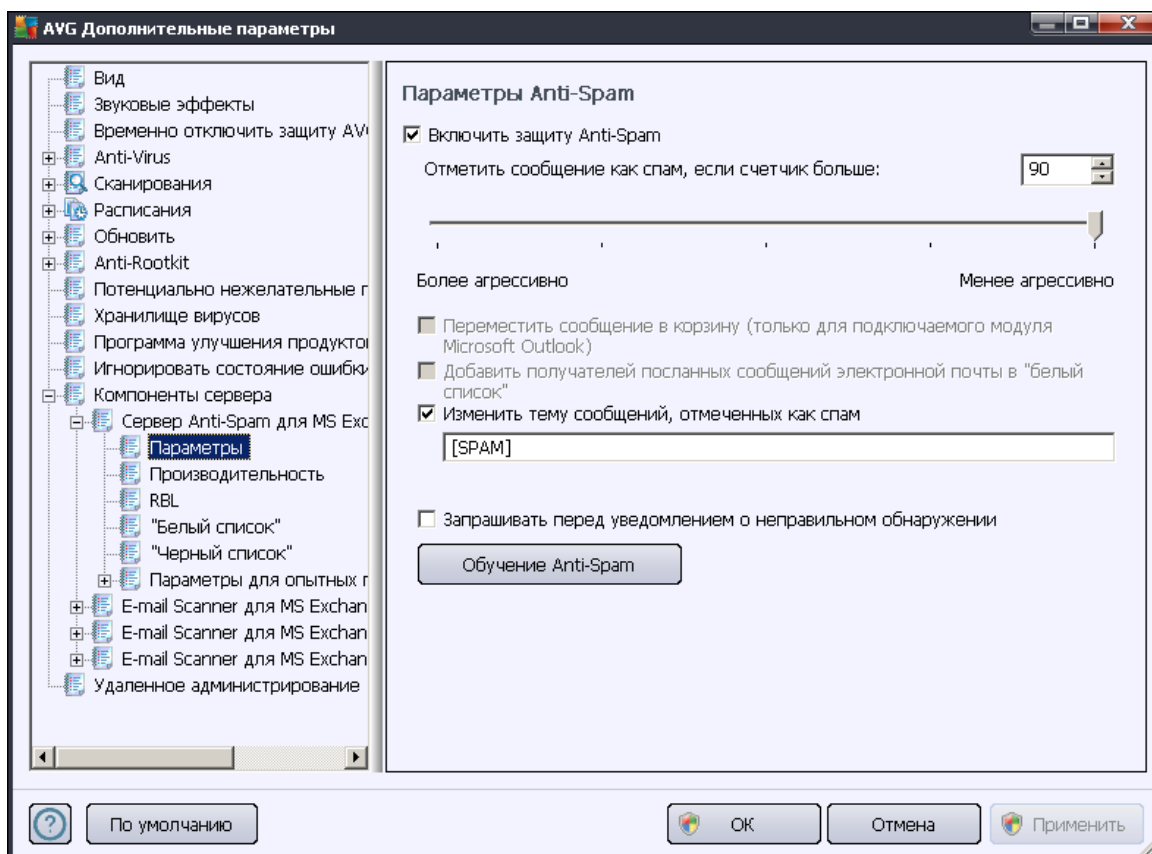 AVG Дополнительные параметры
Вид
Звуковые эффекты
Временно отключить защиту AV
Anti-Virus
Сканирования
Расписания
Обновить
Anti-Rootkit
Потенциально нежелательные
Хранилище вирусов
Программа улучшения
Игнорировать состояние ошибки
Компоненты сервера
Сервер Anti-Spam для MS Exc
Параметры
Производительность
RBL
"Белый список"
"Черный список"
Параметры для опытных
E-mail Scanner для MS Exchan
E-mail Scanner для MS Exchan
E-mail Scanner для MS Exchan
Удаленное администрирование
Параметры Anti-Spam
Включить защиту Anti-Spam
Отметить сообщение как спам, если счетчик больше: 90
Более агрессивно Менее агрессивно
Переместить сообщение в корзину (только для подключаемого модуля
Microsoft Outlook)
Добавить получателей посланных сообщений электронной почты в "белый
список"
Изменить тему сообщений, отмеченных как спам
[SPAM]
Запрашивать перед уведомлением о неправильном обнаружении
Обучение Anti-Spam
По умолчанию ОК Отмена Применить